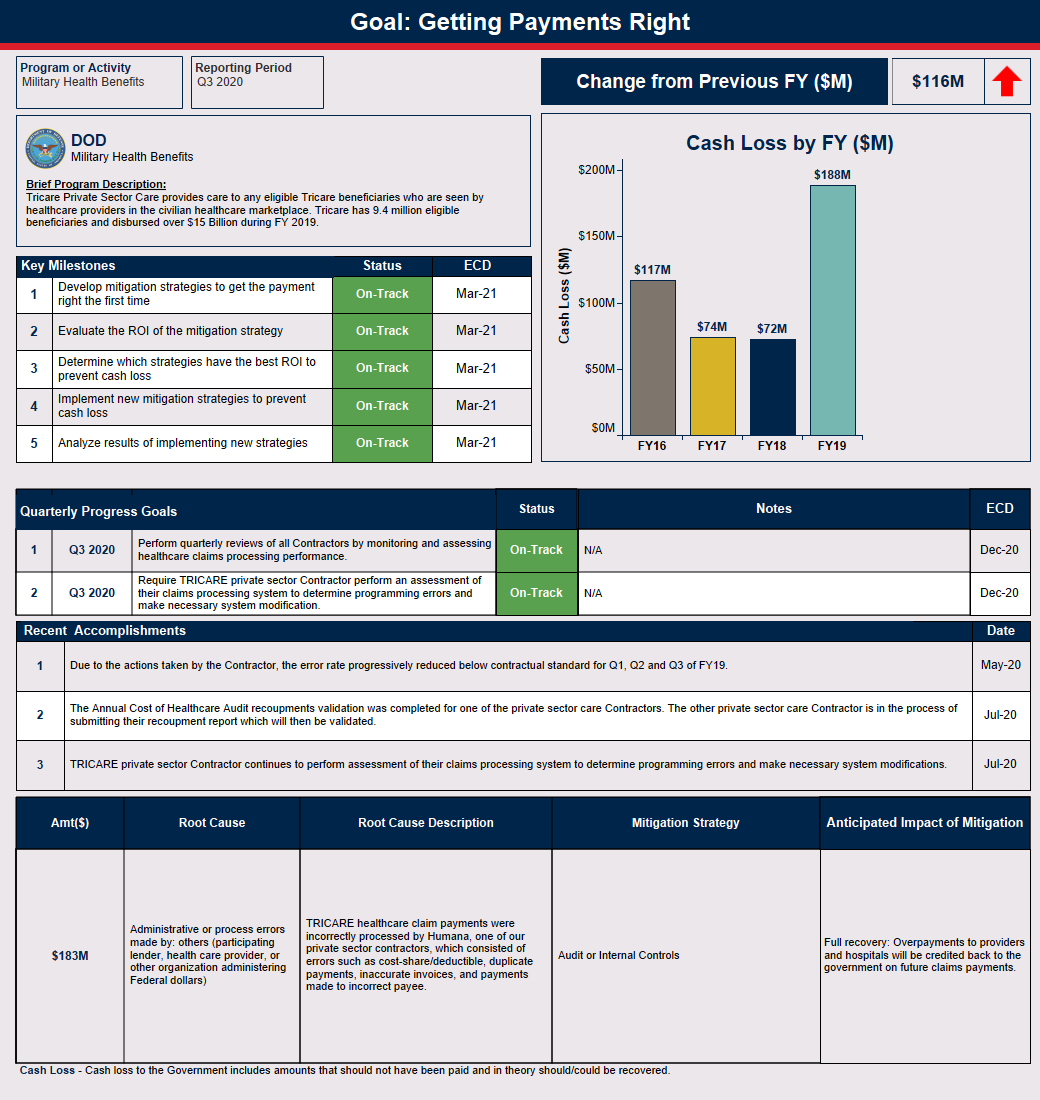 Goal: Getting Payments Right
Program or Activity
Military Health Benefits
Reporting Period
Q3 2020
Change from Previous FY ($M)
$116M
DOD
Military Health Benefits
Brief Program Description:
Tricare Private Sector Care provides care to any eligible Tricare beneficiaries who are seen by
healthcare providers in the civilian healthcare marketplace. Tricare has 9.4 million eligible
beneficiaries and disbursed over $15 Billion during FY 2019.
Key Milestones Status ECD
1 Develop mitigation strategies to get the payment
right the first time On-Track Mar-21
2 Evaluate the ROI of the mitigation strategy On-Track Mar-21
3 Determine which strategies have the best ROI to
prevent cash loss On-Track Mar-21
4 Implement new mitigation strategies to prevent
cash loss On-Track Mar-21
5 Analyze results of implementing new strategies On-Track Mar-21
Cash Loss by FY ($M)
Cash Loss ($M)
$200M
$150M
$100M
$50M
$0M
$117M
$74M
$72M
$188M
FY16 FY17 FY18 FY19
Quarterly Progress Goals Status Notes ECD
1 Q3 2020 Perform quarterly reviews of all Contractors by monitoring and assessing
healthcare claims processing performance. On-Track N/A Dec-20
2 Q3 2020 Require TRICARE private sector Contractor perform an assessment of
their claims processing system to determine programming errors and
make necessary system modification. On-Track N/A Dec-20
Recent Accomplishments Date
1 Due to the actions taken by the Contractor, the error rate progressively reduced below contractual standard for Q1, Q2 and Q3 of FY19. May-20
2 The Annual Cost of Healthcare Audit recoupments validation was completed for one of the private sector care Contractors. The other private sector care Contractor is in the process of
submitting their recoupment report which will then be validated. Jul-20
3 TRICARE private sector Contractor continues to perform assessment of their claims processing system to determine programming errors and make necessary system modifications. Jul-20
Amt($) Root Cause Root Cause Description Mitigation Strategy Anticipated Impact of Mitigation
$183M
Administrative or process errors
made by: others (participating
lender, health care provider, or
other organization administering
Federal dollars)
TRICARE healthcare claim payments were
incorrectly processed by Humana, one of our
private sector contractors, which consisted of
errors such as cost-share/deductible, duplicate
payments, inaccurate invoices, and payments
made to incorrect payee.
Audit or Internal Controls
Full recovery: Overpayments to providers
and hospitals will be credited back to the
government on future claims payments.
Cash Loss - Cash loss to the Government includes amounts that should not have been paid and in theory should/could be recovered.